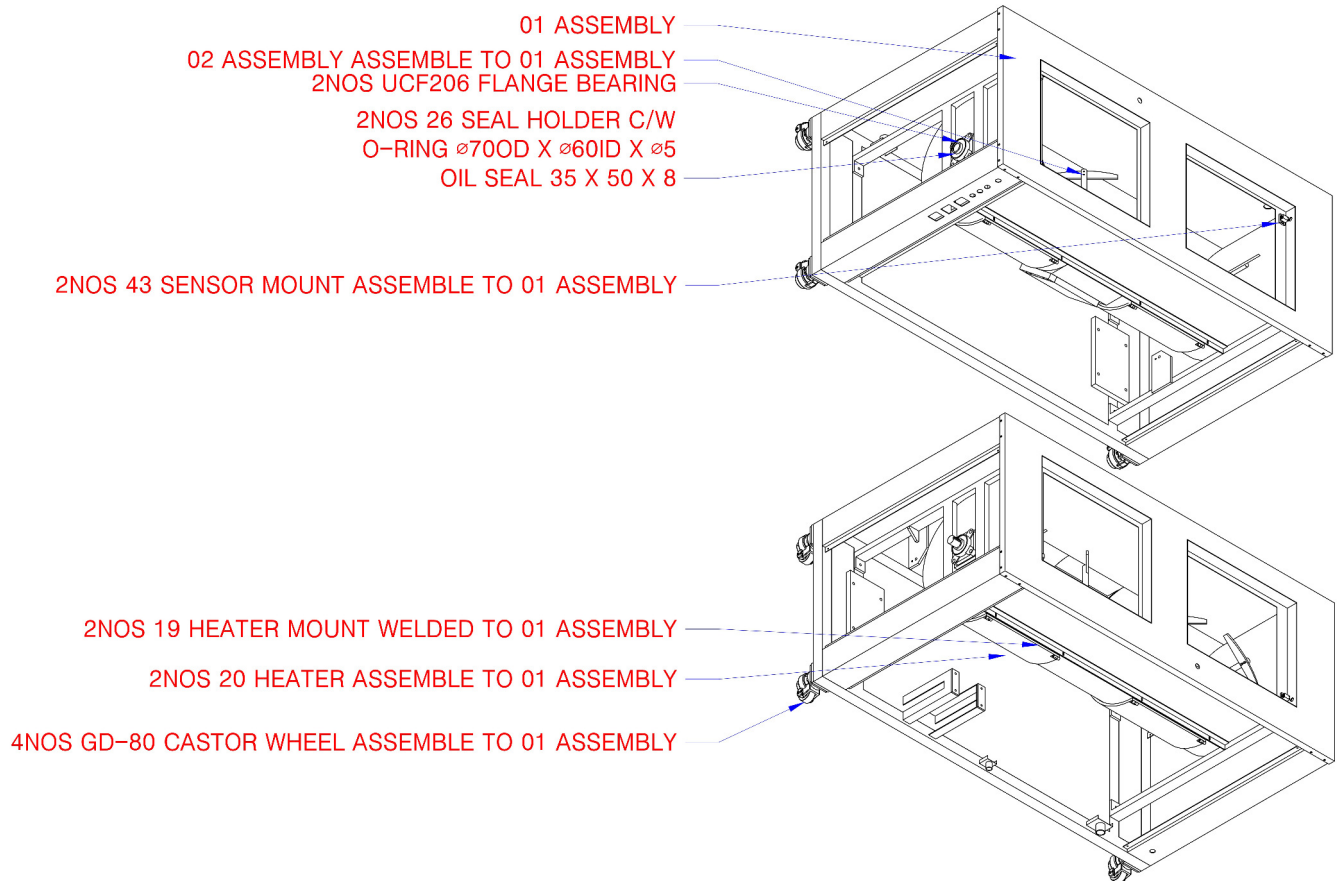 01 ASSEMBLY
02 ASSEMBLY ASSEMBLE TO 01 ASSEMBLY
2NOS UCF206 FLANGE BEARING
2NOS 26 SEAL HOLDER C/W
O-RING ⌀70OD X ⌀60ID X ⌀5
OIL SEAL 35 X 50 X 8
2NOS 43 SENSOR MOUNT ASSEMBLE TO 01 ASSEMBLY
2NOS 19 HEATER MOUNT WELDED TO 01 ASSEMBLY
2NOS 20 HEATER ASSEMBLE TO 01 ASSEMBLY
4NOS GD-80 CASTOR WHEEL ASSEMBLE TO 01 ASSEMBLY